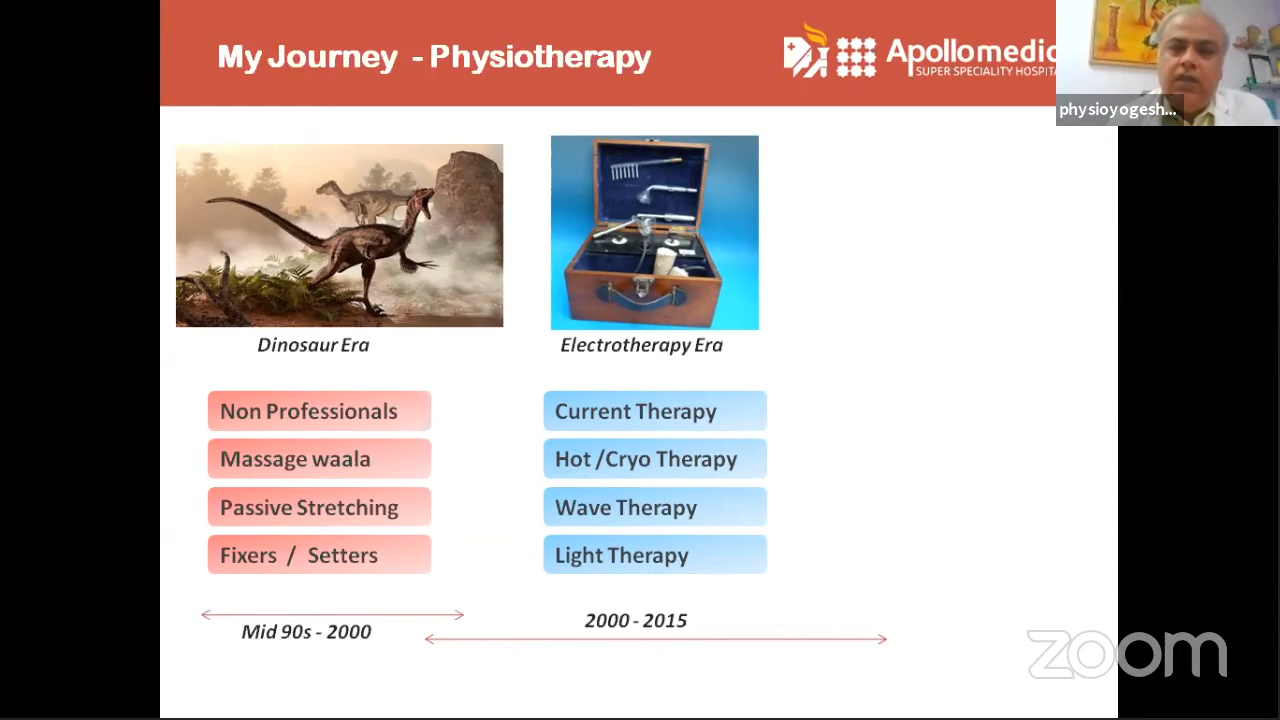 My Journey - Physiotherapy
Apollomedic
SUPER SPECIALITY HOSPITA
physioyogesh...
Dinosaur Era
Electrotherapy Era
Non Professionals
Current Therapy
Massage waala
Hot /Cryo Therapy
Passive Stretching
Wave Therapy
Fixers / Setters
Light Therapy
Mid 90s - 2000
2000 - 2015
zoom